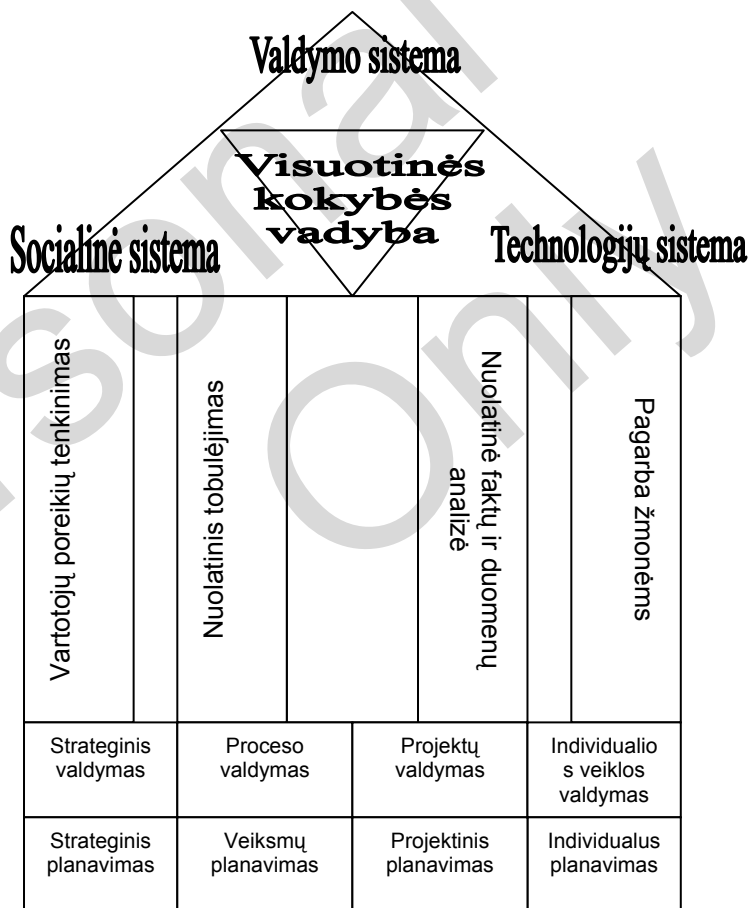 Valdymo sistema
Visuotinės
kokybės
vadyba
Socialinė sistema
Technologijų sistema
Vartotojų poreikių tenkinimas
Nuolatinis tobulėjimas
Nuolatinė faktų ir duomenų
analizė
Pagarba žmonėms
Strateginis
valdymas
Proceso
valdymas
Projektų
valdymas
Individualio
s veiklos
valdymas
Strateginis
planavimas
Veiksmų
planavimas
Projektinis
planavimas
Individualus
planavimas
rsonal
Only